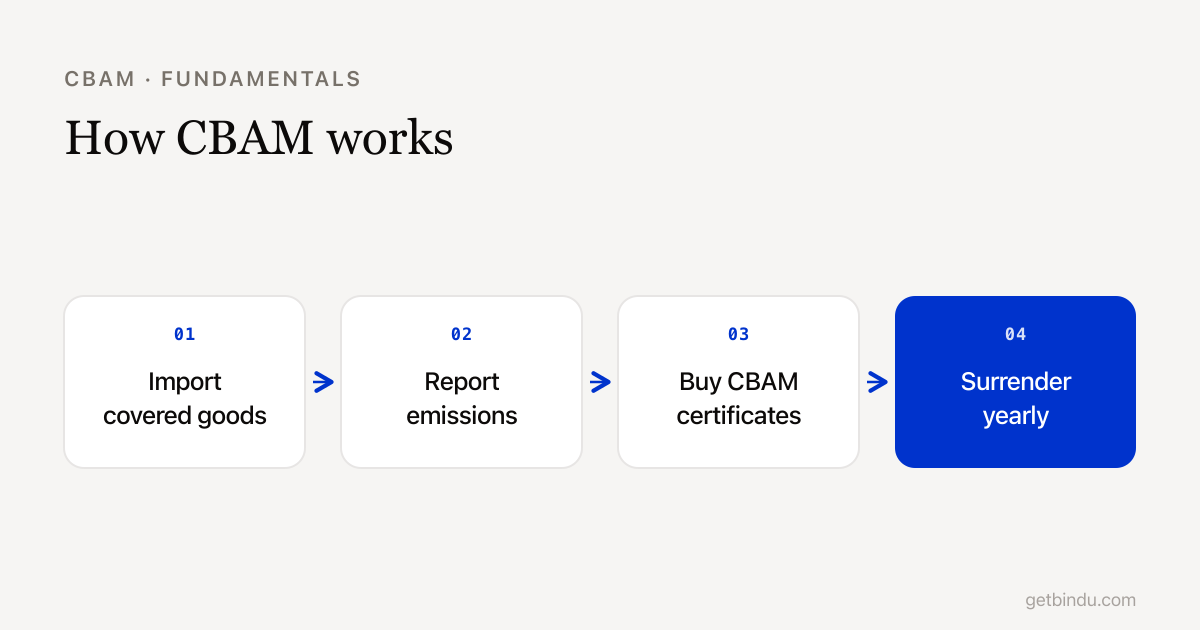 CBAM · FUNDAMENTALS
How CBAM works
01
Import
covered goods
02
Report
emissions
03
Buy CBAM
certificates
04
Surrender
yearly
getbindu.com